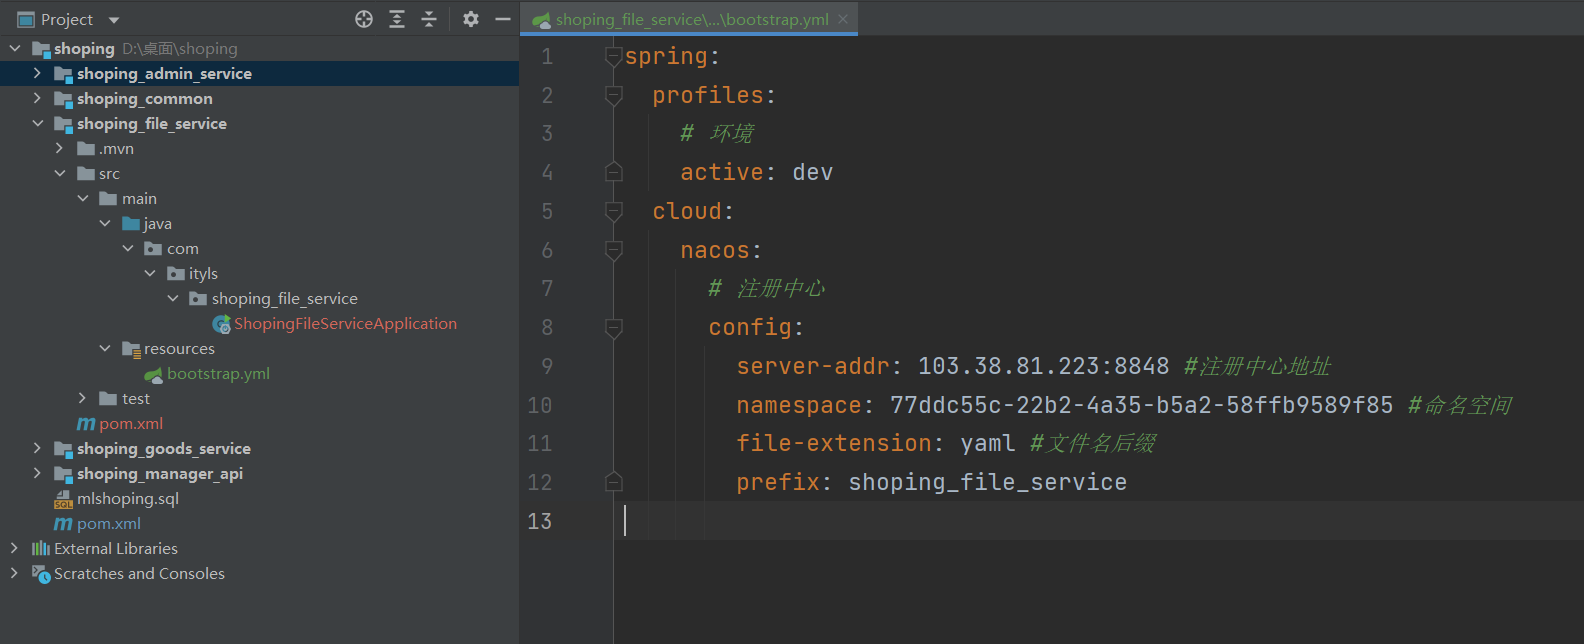 Project
shoping D:\桌面\shoping
shoping_admin_service
shoping_common
shoping_file_service
.mvn
src
main
java
com
ityls
shoping_file_service
ShopingFileServiceApplication
resources
bootstrap.yml
test
pom.xml
shoping_goods_service
shoping_manager_api
mlshoping.sql
pom.xml
External Libraries
Scratches and Consoles
shoping_file_service\...\bootstrap.yml
1 spring:
2 profiles:
3 # 环境
4 active: dev
5 cloud:
6 nacos:
7 # 注册中心
8 config:
9 server-addr: 103.38.81.223:8848 #注册中心地址
10 namespace: 77ddc55c-22b2-4a35-b5a2-58ffb9589f85 #命名空间
11 file-extension: yaml #文件名后缀
12 prefix: shoping_file_service
13